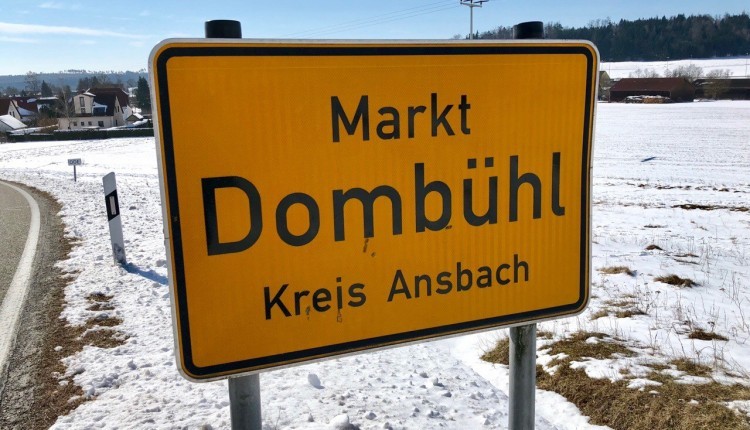 Markt
Dombühl
Kreis Ansbach